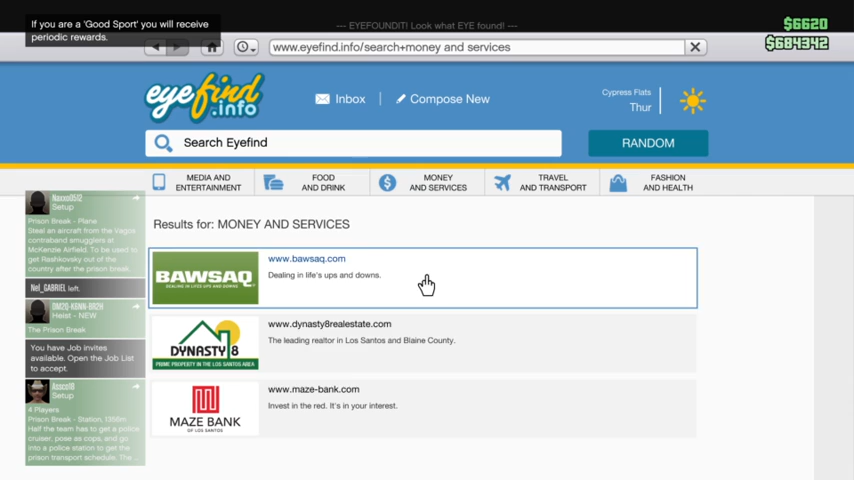 If you are a 'Good Sport' you will receive
periodic rewards.
--- EYEFOUNDIT! Look what EYE found! ---
$6620
$684342
www.eyefind.info/search+money and services
eyefind
.info
Inbox
Compose New
Cypress Flats
Thur
Search Eyefind
RANDOM
MEDIA AND
ENTERTAINMENT
FOOD
AND DRINK
MONEY
AND SERVICES
TRAVEL
AND TRANSPORT
FASHION
AND HEALTH
Naxxo0512
Setup
Prison Break - Plane
Steal an aircraft from the Vagos
contraband smugglers at
McKenzie Airfield. To be used to
get Rashkovsky out of the
country after the prison break.
Nel_GABRIEL left.
Heist - NEW
The Prison Break
You have Job invites
available. Open the Job List
to accept.
Assco18
Setup
4 Players
Prison Break - Station, 1356m
Half the team has to get a police
cruiser, pose as cops, and go
into a police station to get the
prison transport schedule. The ...
Results for: MONEY AND SERVICES
BAWSAQ
DEALING IN LIFE'S UPS AND DOWNS
www.bawsaq.com
Dealing in life's ups and downs.
DYNASTY 8
PRIME PROPERTY IN THE LOS SANTOS AREA
www.dynasty8realestate.com
The leading realtor in Los Santos and Blaine County.
MAZE BANK
OF LOS SANTOS
www.maze-bank.com
Invest in the red. It's in your interest.